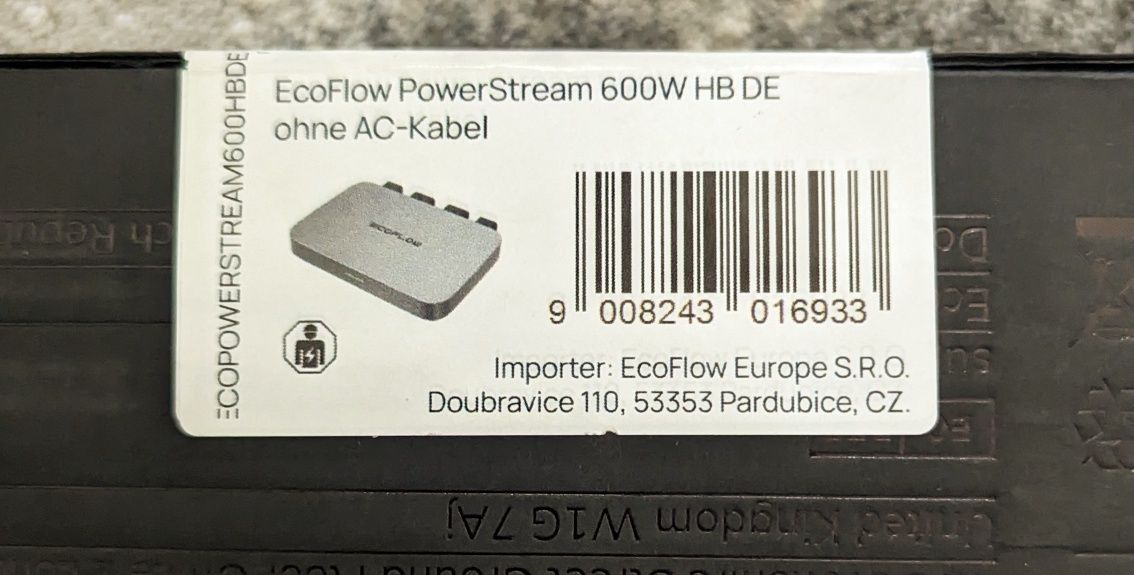 ECOPOWERSTREAM600HBDE
EcoFlow PowerStream 600W HB DE
ohne AC-Kabel
ECOFLOW
9 008243 016933
Importer: EcoFlow Europe S.R.O.
Doubravice 110, 53353 Pardubice, CZ.
United Kingdom W1G 7Aj